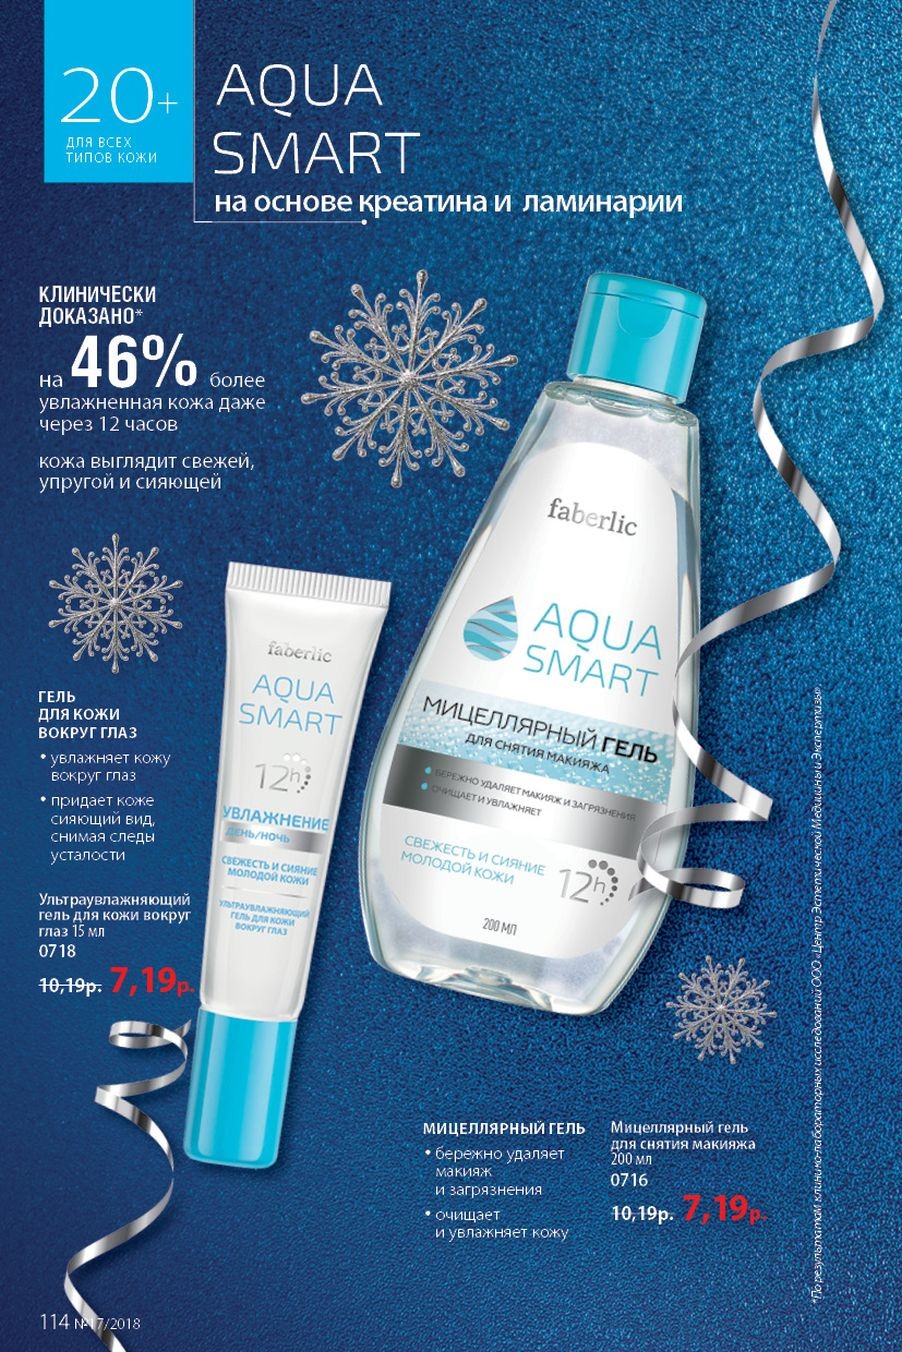 20+
ДЛЯ ВСЕХ
ТИПОВ КОЖИ
AQUA
SMART
на основе креатина и ламинарии
КЛИНИЧЕСКИ
ДОКАЗАНО*
на 46% более
увлажненная кожа даже
через 12 часов
кожа выглядит свежей,
упругой и сияющей
faberlic
AQUA
SMART
МИЦЕЛЛЯРНЫЙ ГЕЛЬ
ДЛЯ СНЯТИЯ МАКИЯЖА
• БЕРЕЖНО УДАЛЯЕТ МАКИЯЖ И ЗАГРЯЗНЕНИЯ
• ОЧИЩАЕТ И УВЛАЖНЯЕТ
СВЕЖЕСТЬ И СИЯНИЕ
МОЛОДОЙ КОЖИ
12h
200 МЛ
faberlic
AQUA
SMART
12h
УВЛАЖНЕНИЕ
ДЕНЬ/НОЧЬ
СВЕЖЕСТЬ И СИЯНИЕ
МОЛОДОЙ КОЖИ
УЛЬТРАУВЛАЖНЯЮЩИЙ
ГЕЛЬ ДЛЯ КОЖИ
ВОКРУГ ГЛАЗ
ГЕЛЬ
ДЛЯ КОЖИ
ВОКРУГ ГЛАЗ
• увлажняет кожу
вокруг глаз
• придает коже
сияющий вид,
снимая следы
усталости
Ультраувлажняющий
гель для кожи вокруг
глаз 15 мл
0718
10,19р. 7,19р.
МИЦЕЛЛЯРНЫЙ ГЕЛЬ
• бережно удаляет
макияж
и загрязнения
• очищает
и увлажняет кожу
Мицеллярный гель
для снятия макияжа
200 мл
0716
10,19р. 7,19р.
*По результатам клинико-лабораторных исследований ООО «Центр Эстетической Медицины Экспертизы»
114 №17/2018